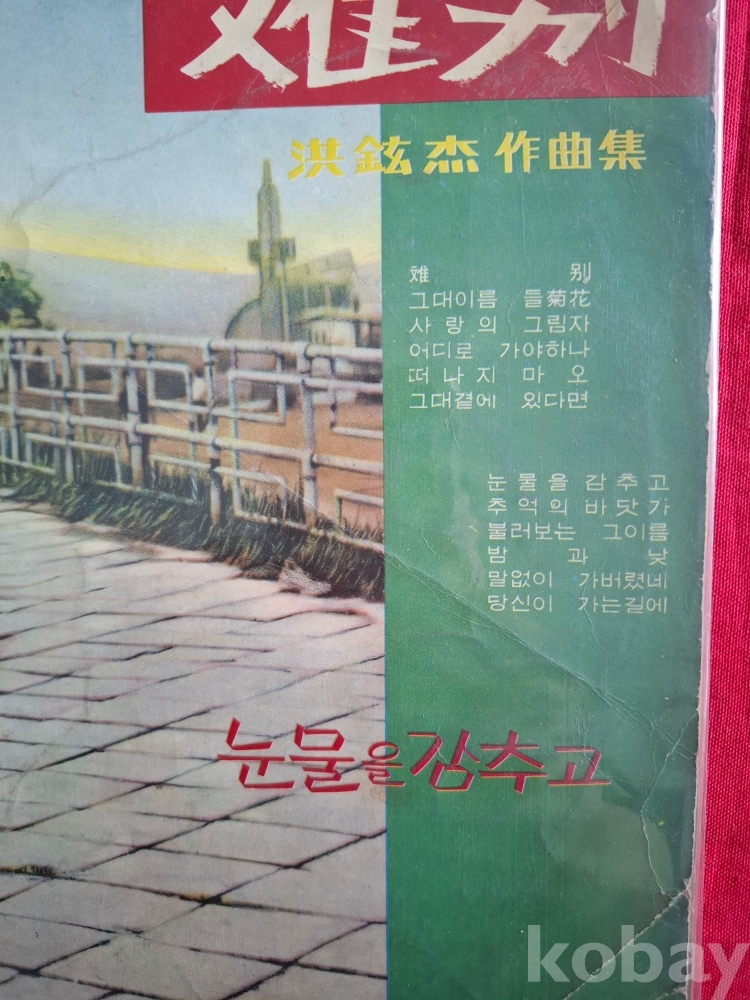 洪鉉杰 作曲集
别
그대이름 들菊花
사랑의 그림자
어디로 가야하나
떠나지마오
그대곁에 있다면
눈물을감추고
추억의바닷가
불러보는 그이름
밤 과 낮
말없이 가버렸네
당신이 가는길에
눈물을감추고
kobay